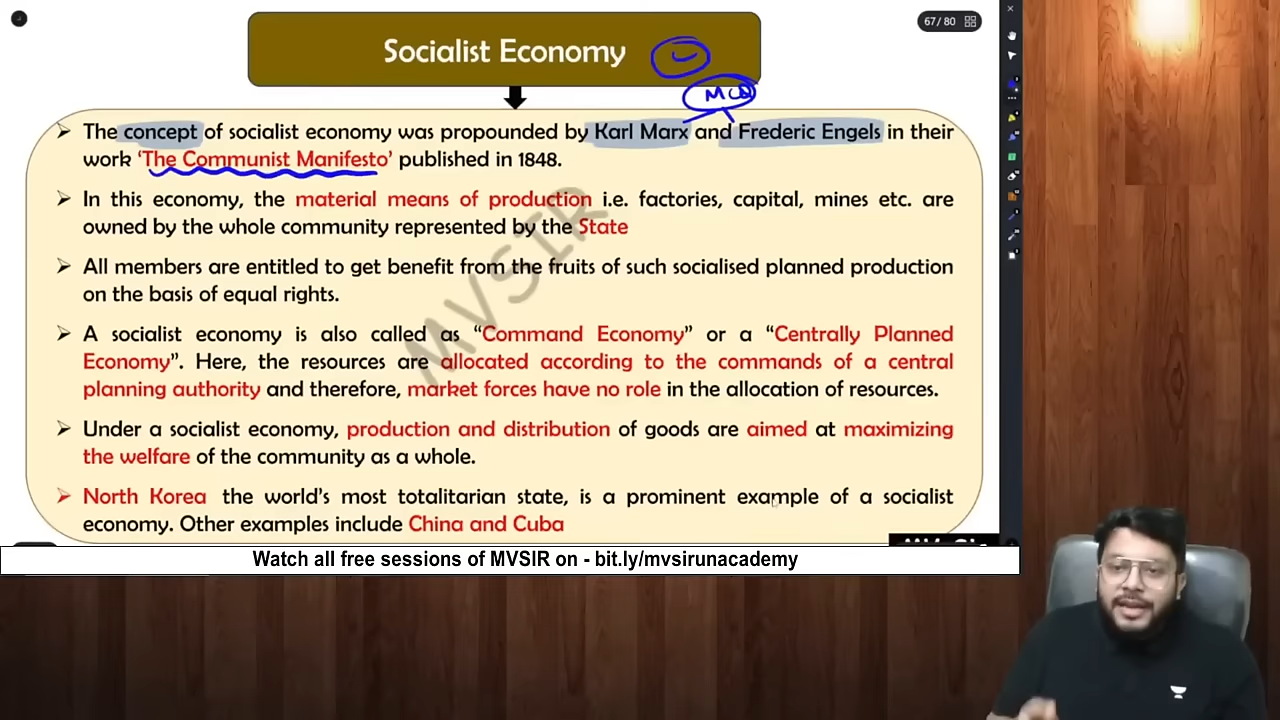 67 / 80
Socialist Economy
MCQ
➢ The concept of socialist economy was propounded by Karl Marx and Frederic Engels in their
work ‘The Communist Manifesto’ published in 1848.
➢ In this economy, the material means of production i.e. factories, capital, mines etc. are
owned by the whole community represented by the State
➢ All members are entitled to get benefit from the fruits of such socialised planned production
on the basis of equal rights.
➢ A socialist economy is also called as “Command Economy” or a “Centrally Planned
Economy”. Here, the resources are allocated according to the commands of a central
planning authority and therefore, market forces have no role in the allocation of resources.
➢ Under a socialist economy, production and distribution of goods are aimed at maximizing
the welfare of the community as a whole.
➢ North Korea the world’s most totalitarian state, is a prominent example of a socialist
economy. Other examples include China and Cuba
MVSIR
Watch all free sessions of MVSIR on - bit.ly/mvsirunacademy